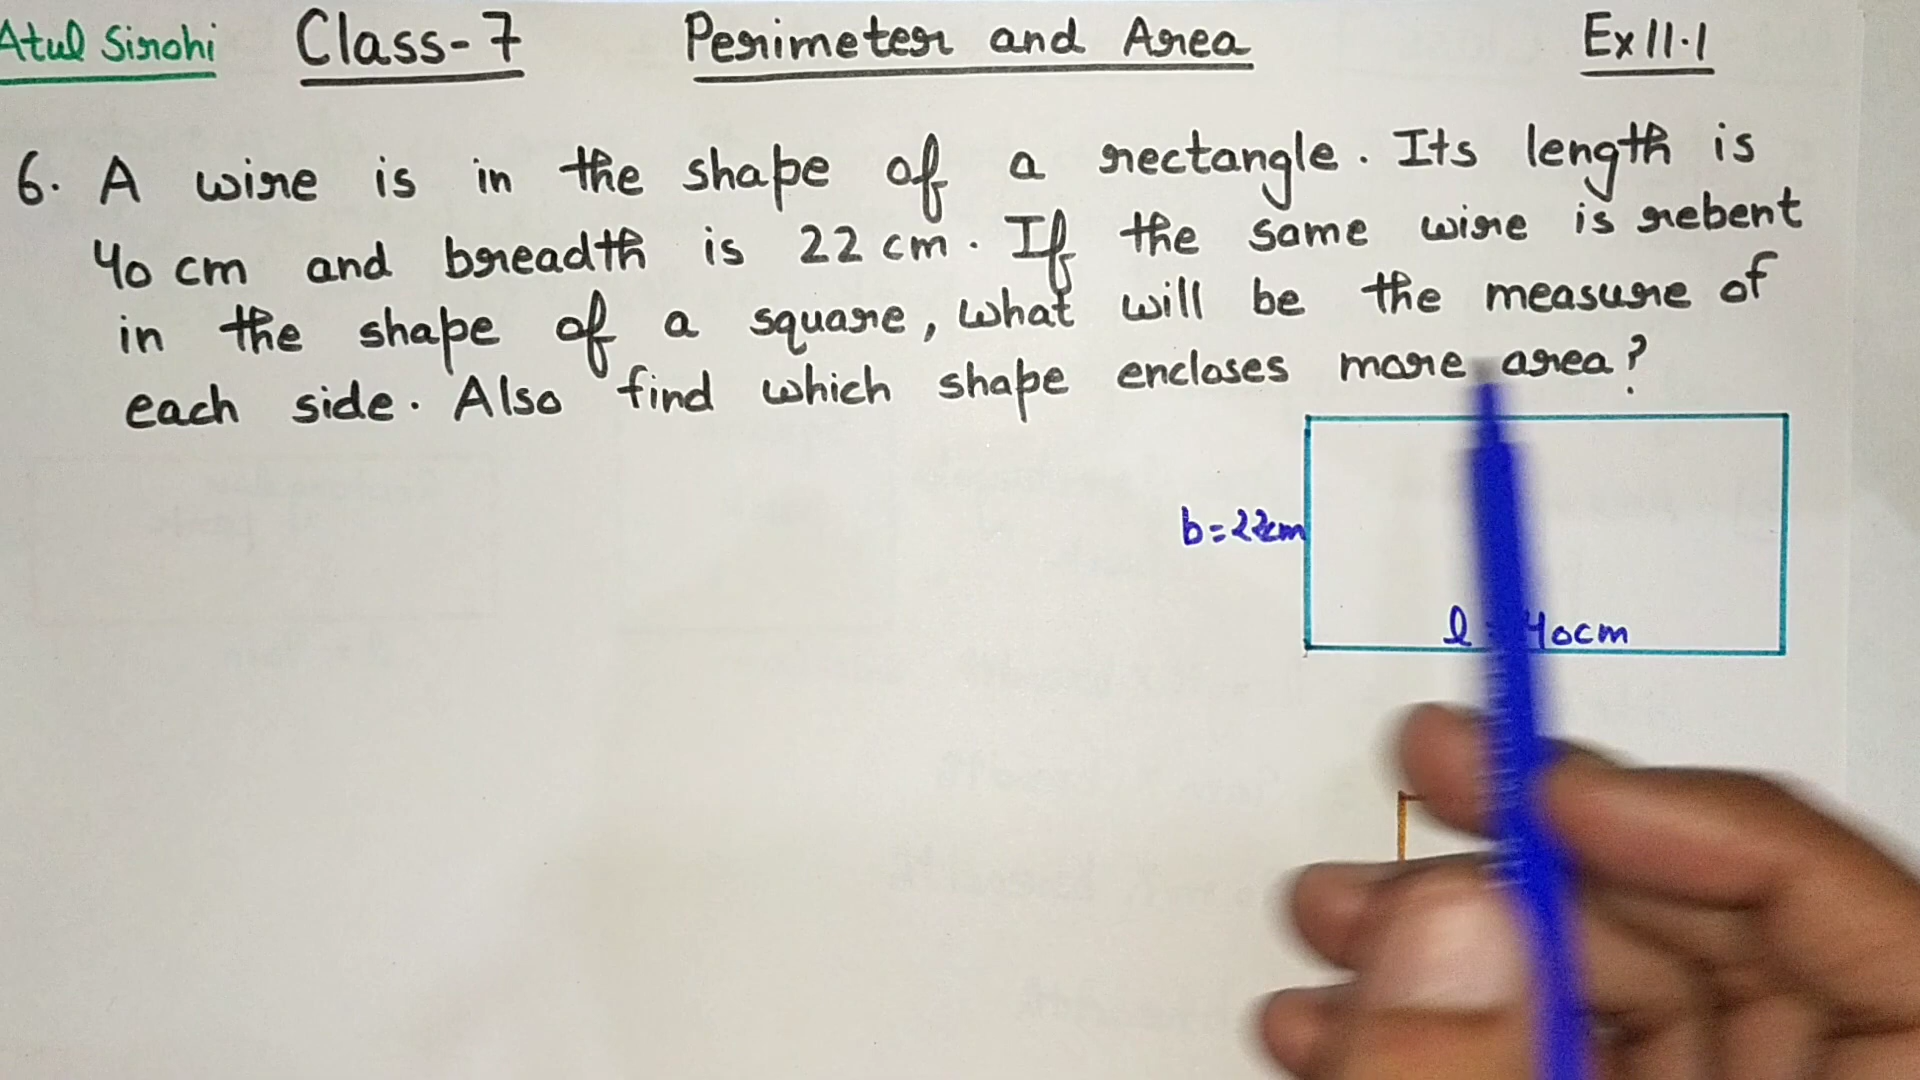 Atul Sirohi Class-7 Perimeter and Area Ex 11.1
6. A wire is in the shape of a rectangle. Its length is
40 cm and breadth is 22 cm. If the same wire is rebent
in the shape of a square, what will be the measure of
each side. Also find which shape encloses more area?
b=22cm
l 40cm